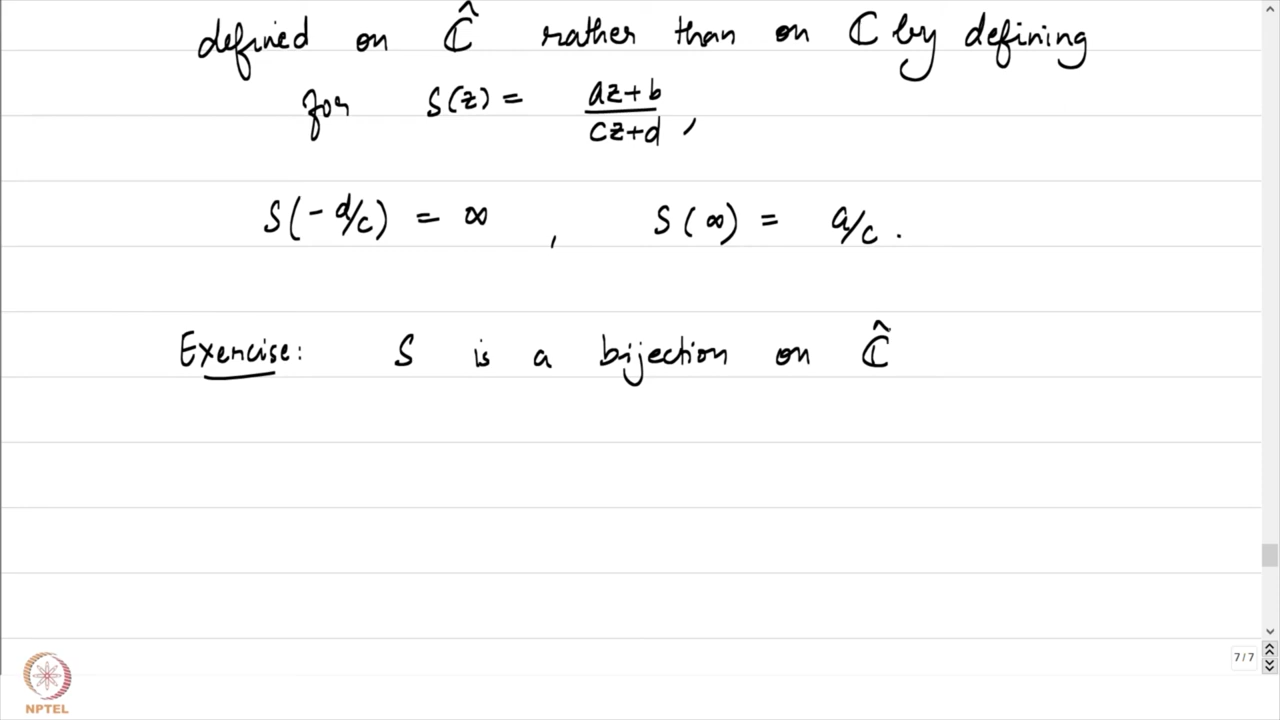 defined on Ĉ rather than on ℂ by defining
for S(z) = az+b / cz+d ,
S(-d/c) = ∞ , S(∞) = a/c .
Exercise: S is a bijection on Ĉ
7/7
NPTEL